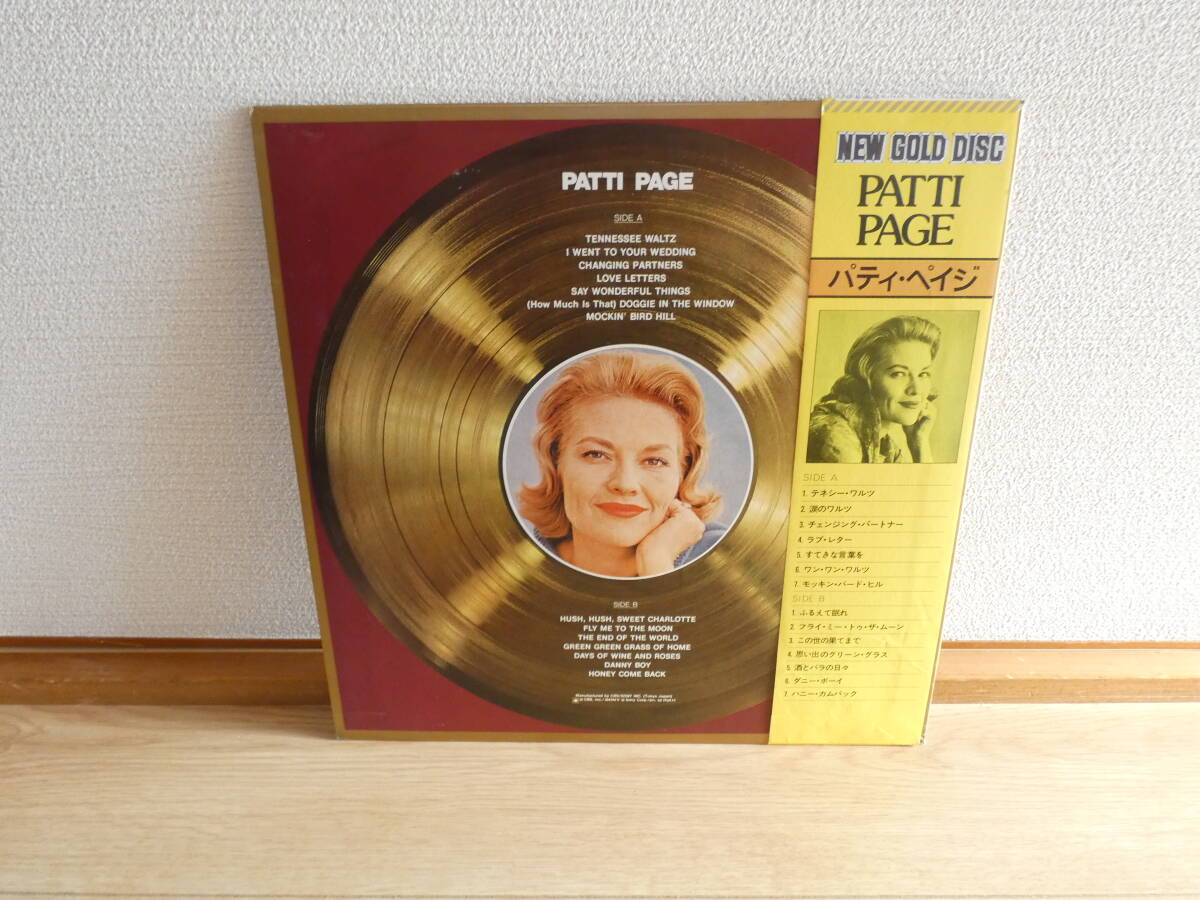 PATTI PAGE
SIDE A
TENNESSEE WALTZ
I WENT TO YOUR WEDDING
CHANGING PARTNERS
LOVE LETTERS
SAY WONDERFUL THINGS
(How Much Is That) DOGGIE IN THE WINDOW
MOCKIN' BIRD HILL
SIDE B
HUSH, HUSH, SWEET CHARLOTTE
FLY ME TO THE MOON
THE END OF THE WORLD
GREEN GREEN GRASS OF HOME
DAYS OF WINE AND ROSES
DANNY BOY
HONEY COME BACK
Manufactured by CBS/SONY INC. (Tokyo Japan)
NEW GOLD DISC
PATTI
PAGE
パティ・ペイジ
SIDE A
1. テネシー・ワルツ
2. 涙のワルツ
3. チェンジング・パートナー
4. ラブ・レター
5. すてきな言葉を
6. ワン・ワン・ワルツ
7. モッキン・バード・ヒル
SIDE B
1. ふるえて眠れ
2. フライ・ミー・トゥ・ザ・ムーン
3. この世の果てまで
4. 思い出のグリーン・グラス
5. 酒とバラの日々
6. ダニー・ボーイ
7. ハニー・カムバック